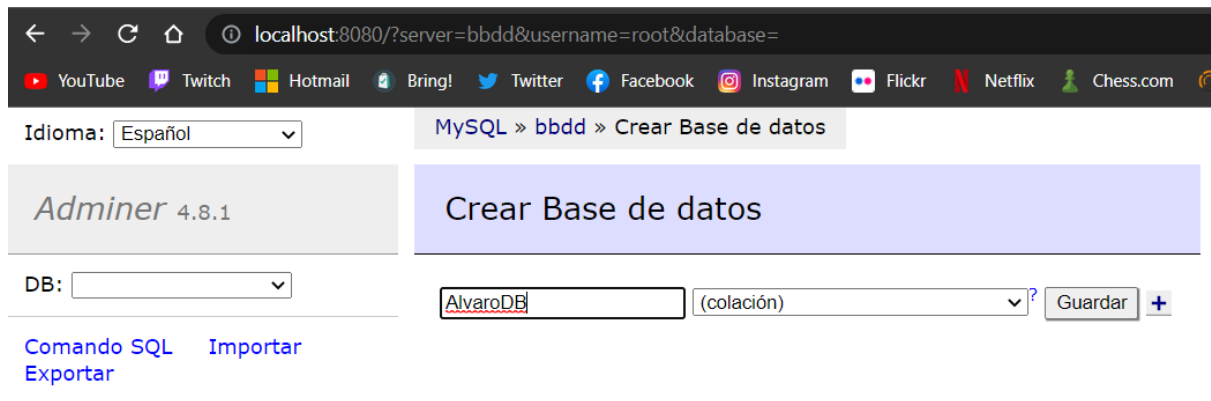 localhost:8080/?server=bbdd&username=root&database=
YouTube Twitch Hotmail Bring! Twitter Facebook Instagram Flickr Netflix Chess.com
Idioma: Español
MySQL » bbdd » Crear Base de datos
Adminer 4.8.1
Crear Base de datos
DB:
AlvaroDB (colación) ? Guardar +
Comando SQL Importar
Exportar